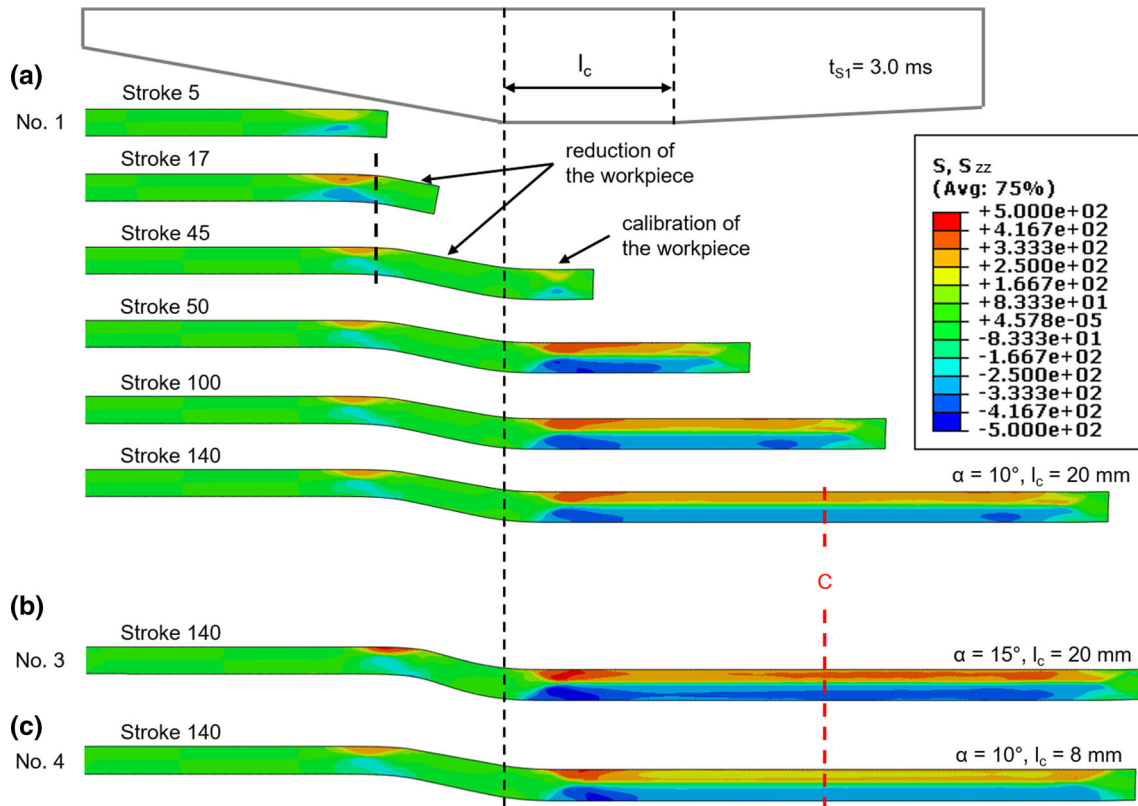 (a)
l_c
t_S1= 3.0 ms
Stroke 5
No. 1
Stroke 17
reduction of
the workpiece
Stroke 45
calibration of
the workpiece
Stroke 50
Stroke 100
Stroke 140
S, S_zz
(Avg: 75%)
+5.000e+02
+4.167e+02
+3.333e+02
+2.500e+02
+1.667e+02
+8.333e+01
+4.578e-05
-8.333e+01
-1.667e+02
-2.500e+02
-3.333e+02
-4.167e+02
-5.000e+02
α = 10°, l_c = 20 mm
C
(b)
Stroke 140
No. 3
α = 15°, l_c = 20 mm
(c)
Stroke 140
No. 4
α = 10°, l_c = 8 mm